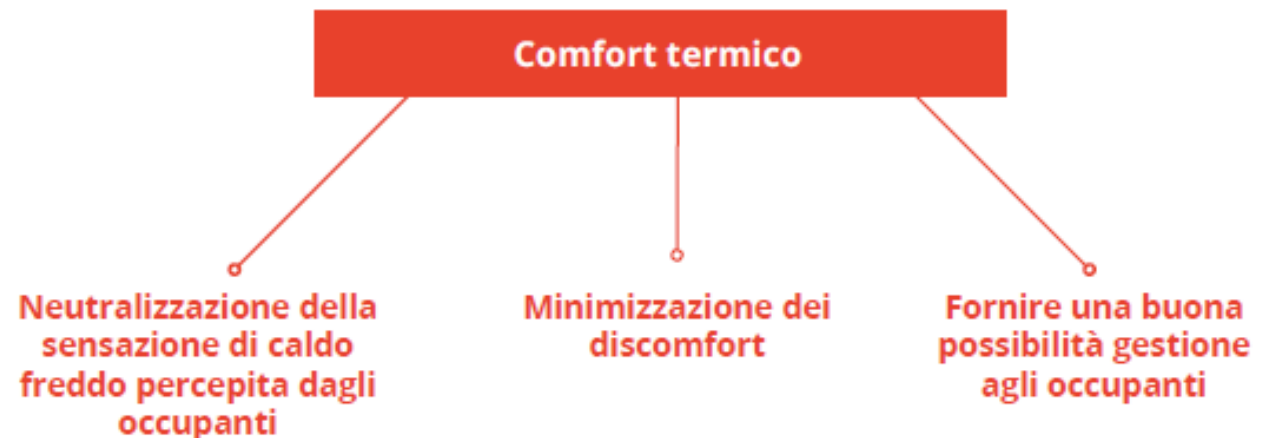 Comfort termico
Neutralizzazione della
sensazione di caldo
freddo percepita dagli
occupanti
Minimizzazione dei
discomfort
Fornire una buona
possibilità gestione
agli occupanti